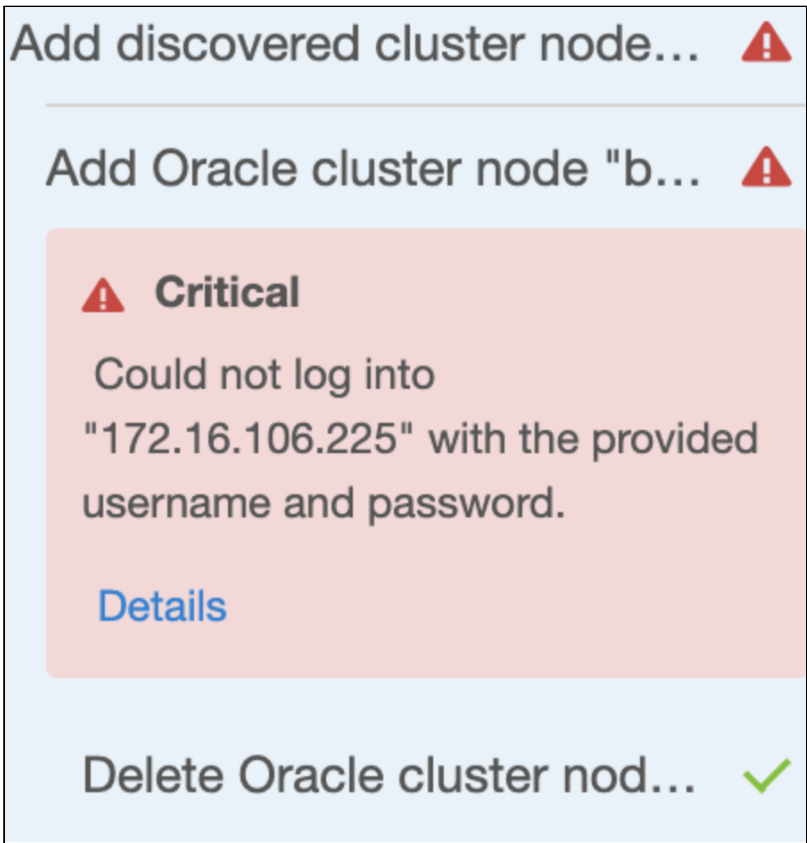 Add discovered cluster node...
Add Oracle cluster node "b...
Critical
Could not log into
"172.16.106.225" with the provided
username and password.
Details
Delete Oracle cluster nod...